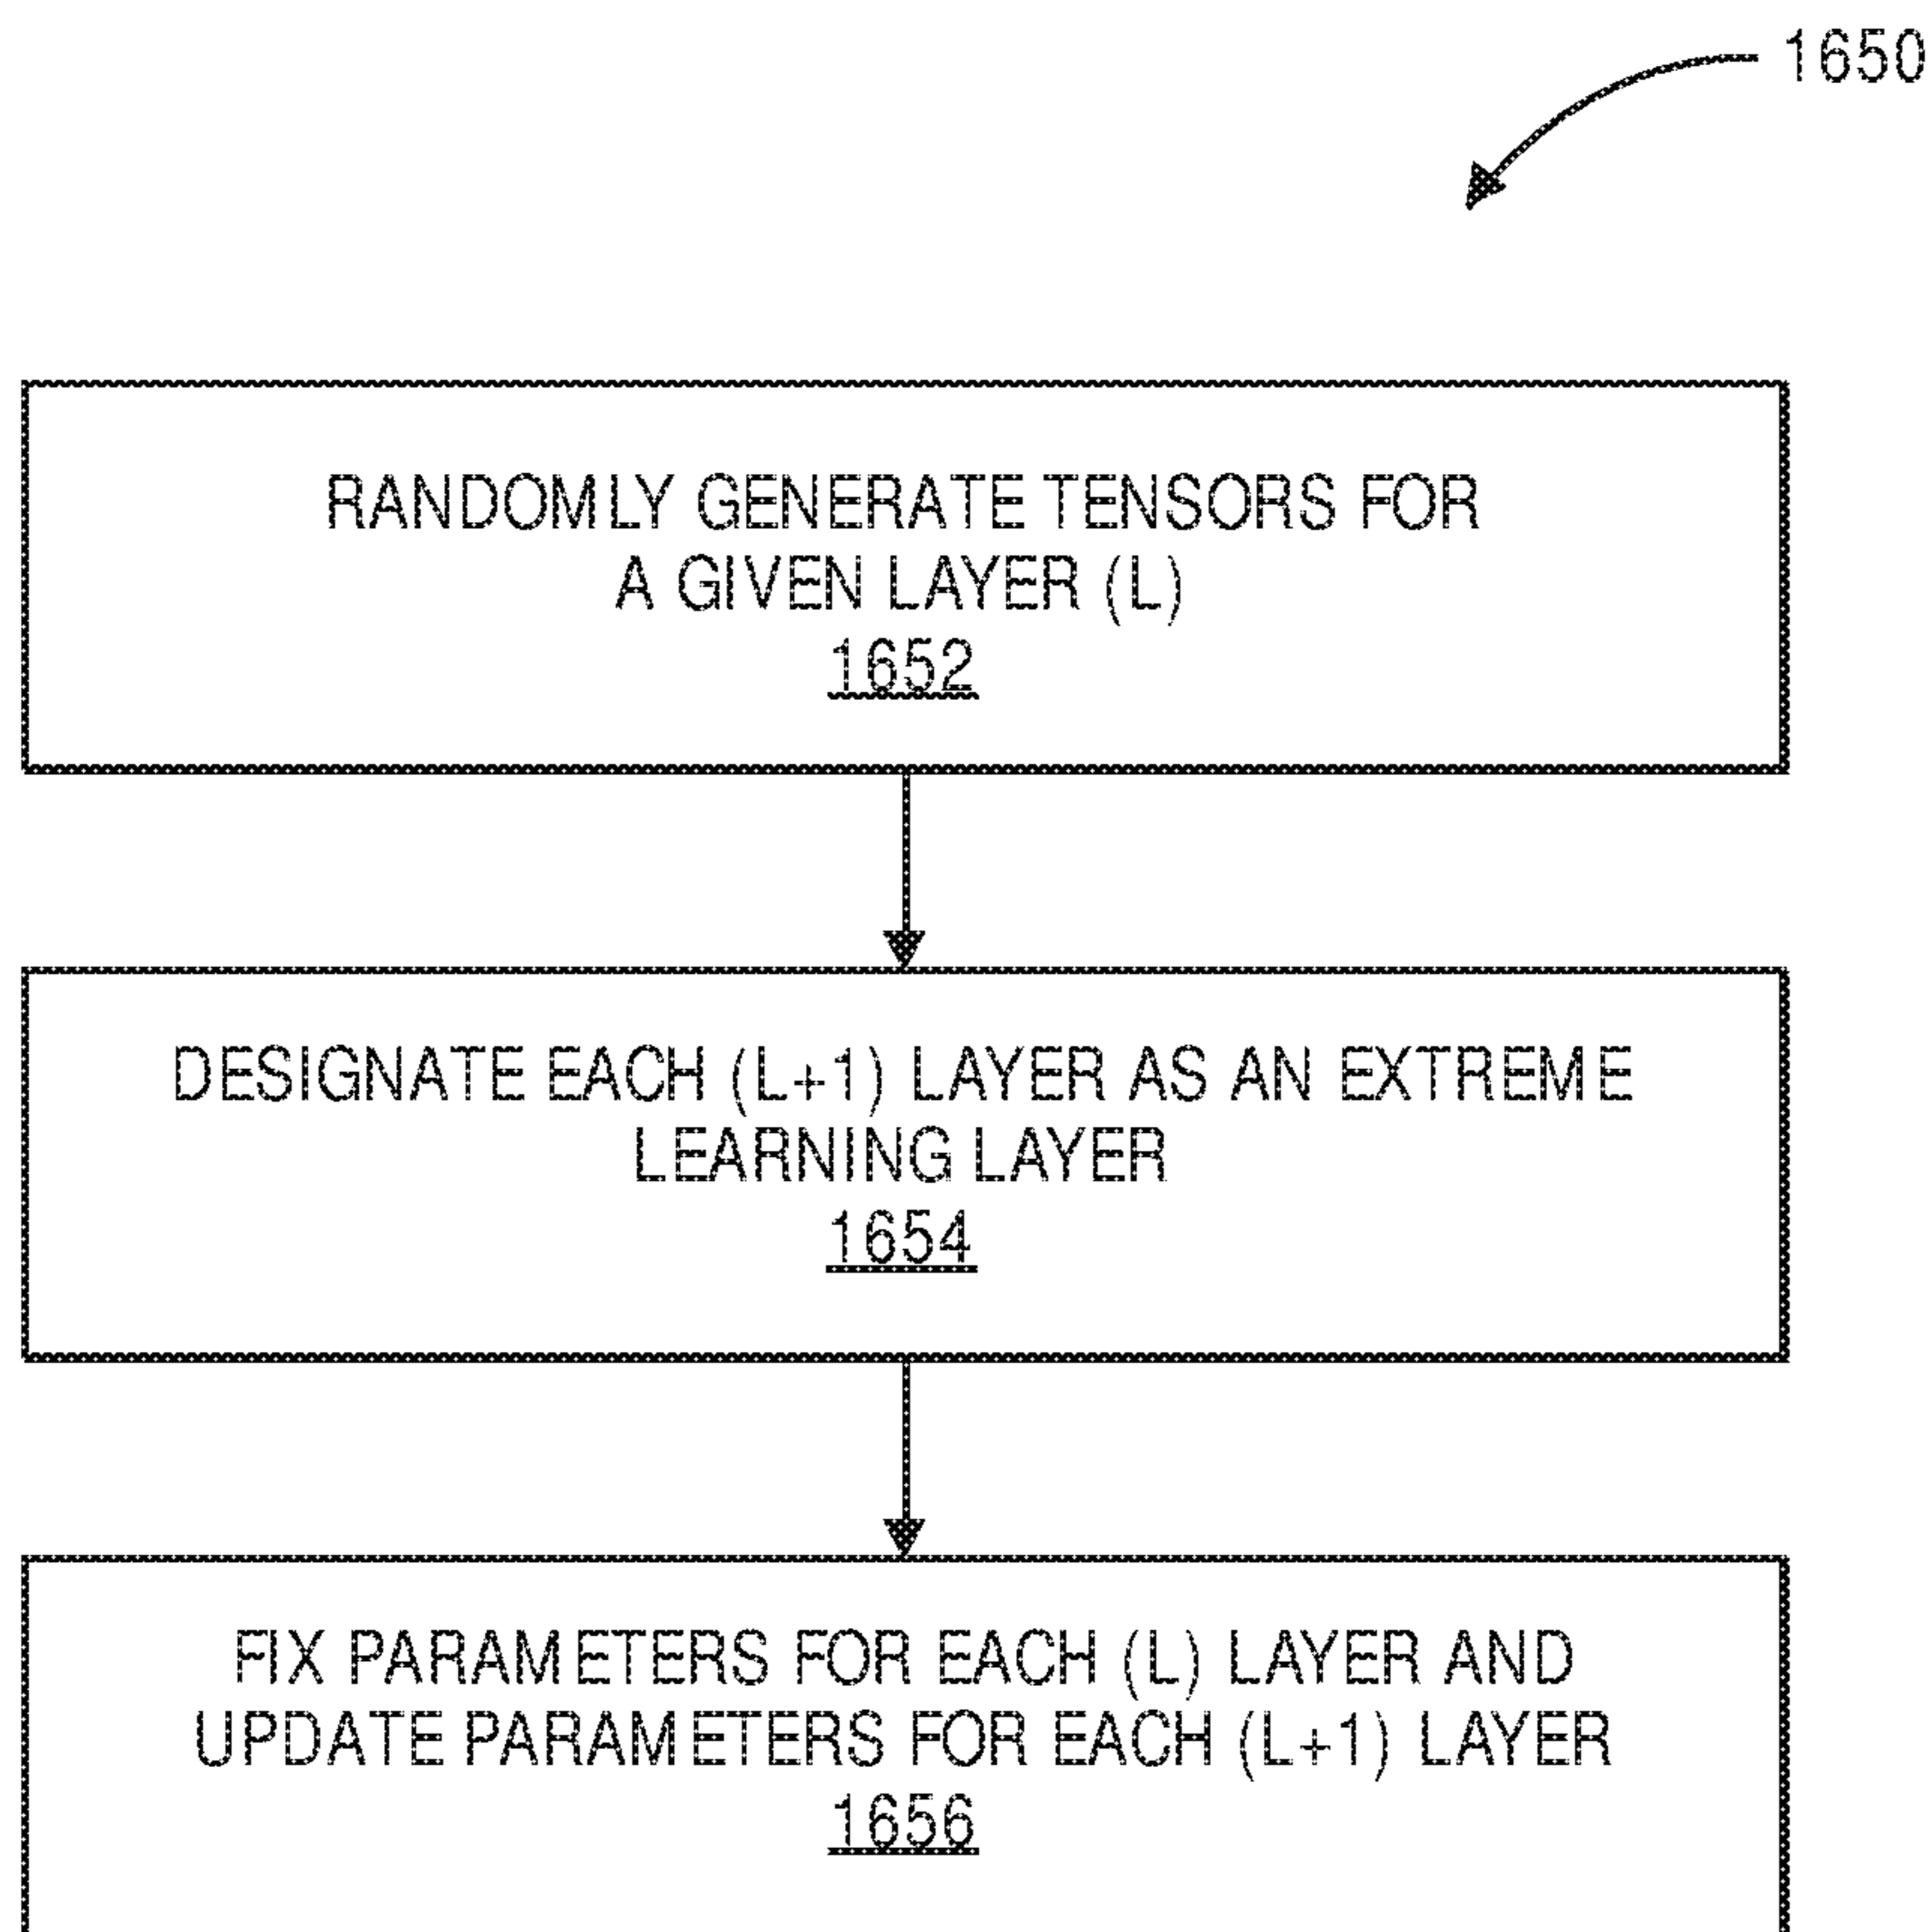 1650
RANDOMLY GENERATE TENSORS FOR
A GIVEN LAYER (L)
1652
DESIGNATE EACH (L+1) LAYER AS AN EXTREME
LEARNING LAYER
1654
FIX PARAMETERS FOR EACH (L) LAYER AND
UPDATE PARAMETERS FOR EACH (L+1) LAYER
1656